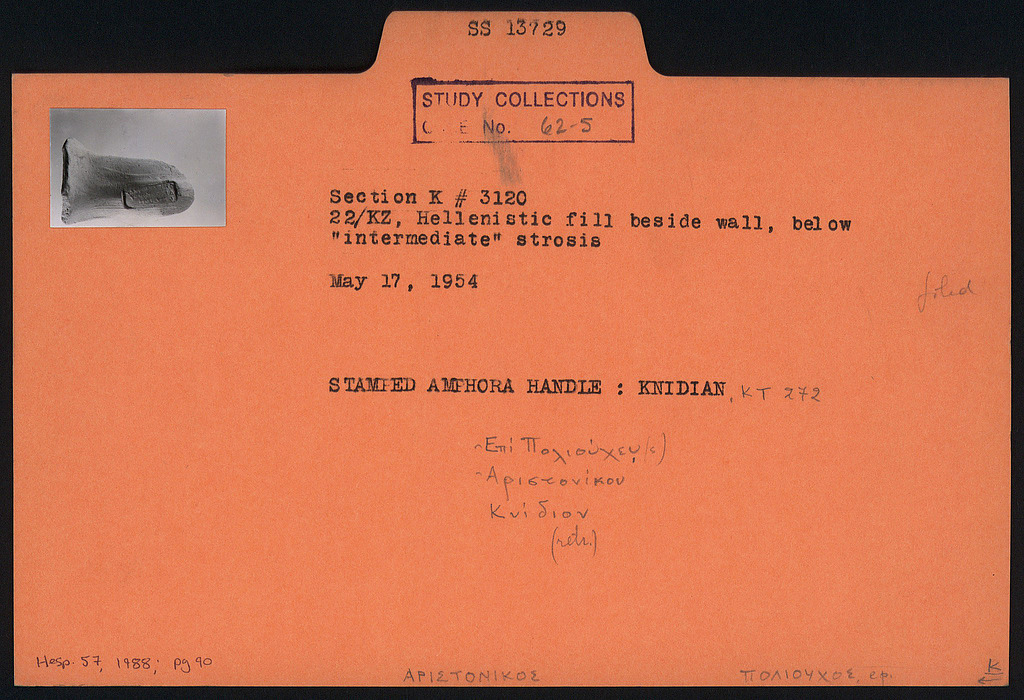 SS 13729
STUDY COLLECTIONS
C E No. 62-5
Section K # 3120
22/KZ, Hellenistic fill beside wall, below
"intermediate" strosis
May 17, 1954
STAMPED AMPHORA HANDLE : KNIDIAN, KT 272
Ἐπὶ Πολιούχευ
Ἀριστονίκου
Κνίδιον
(retr.)
Hesp. 57, 1988; pg 90
ΑΡΙΣΤΟΝΙΚΟΣ
ΠΟΛΙΟΥΧΟΣ, ep.
K